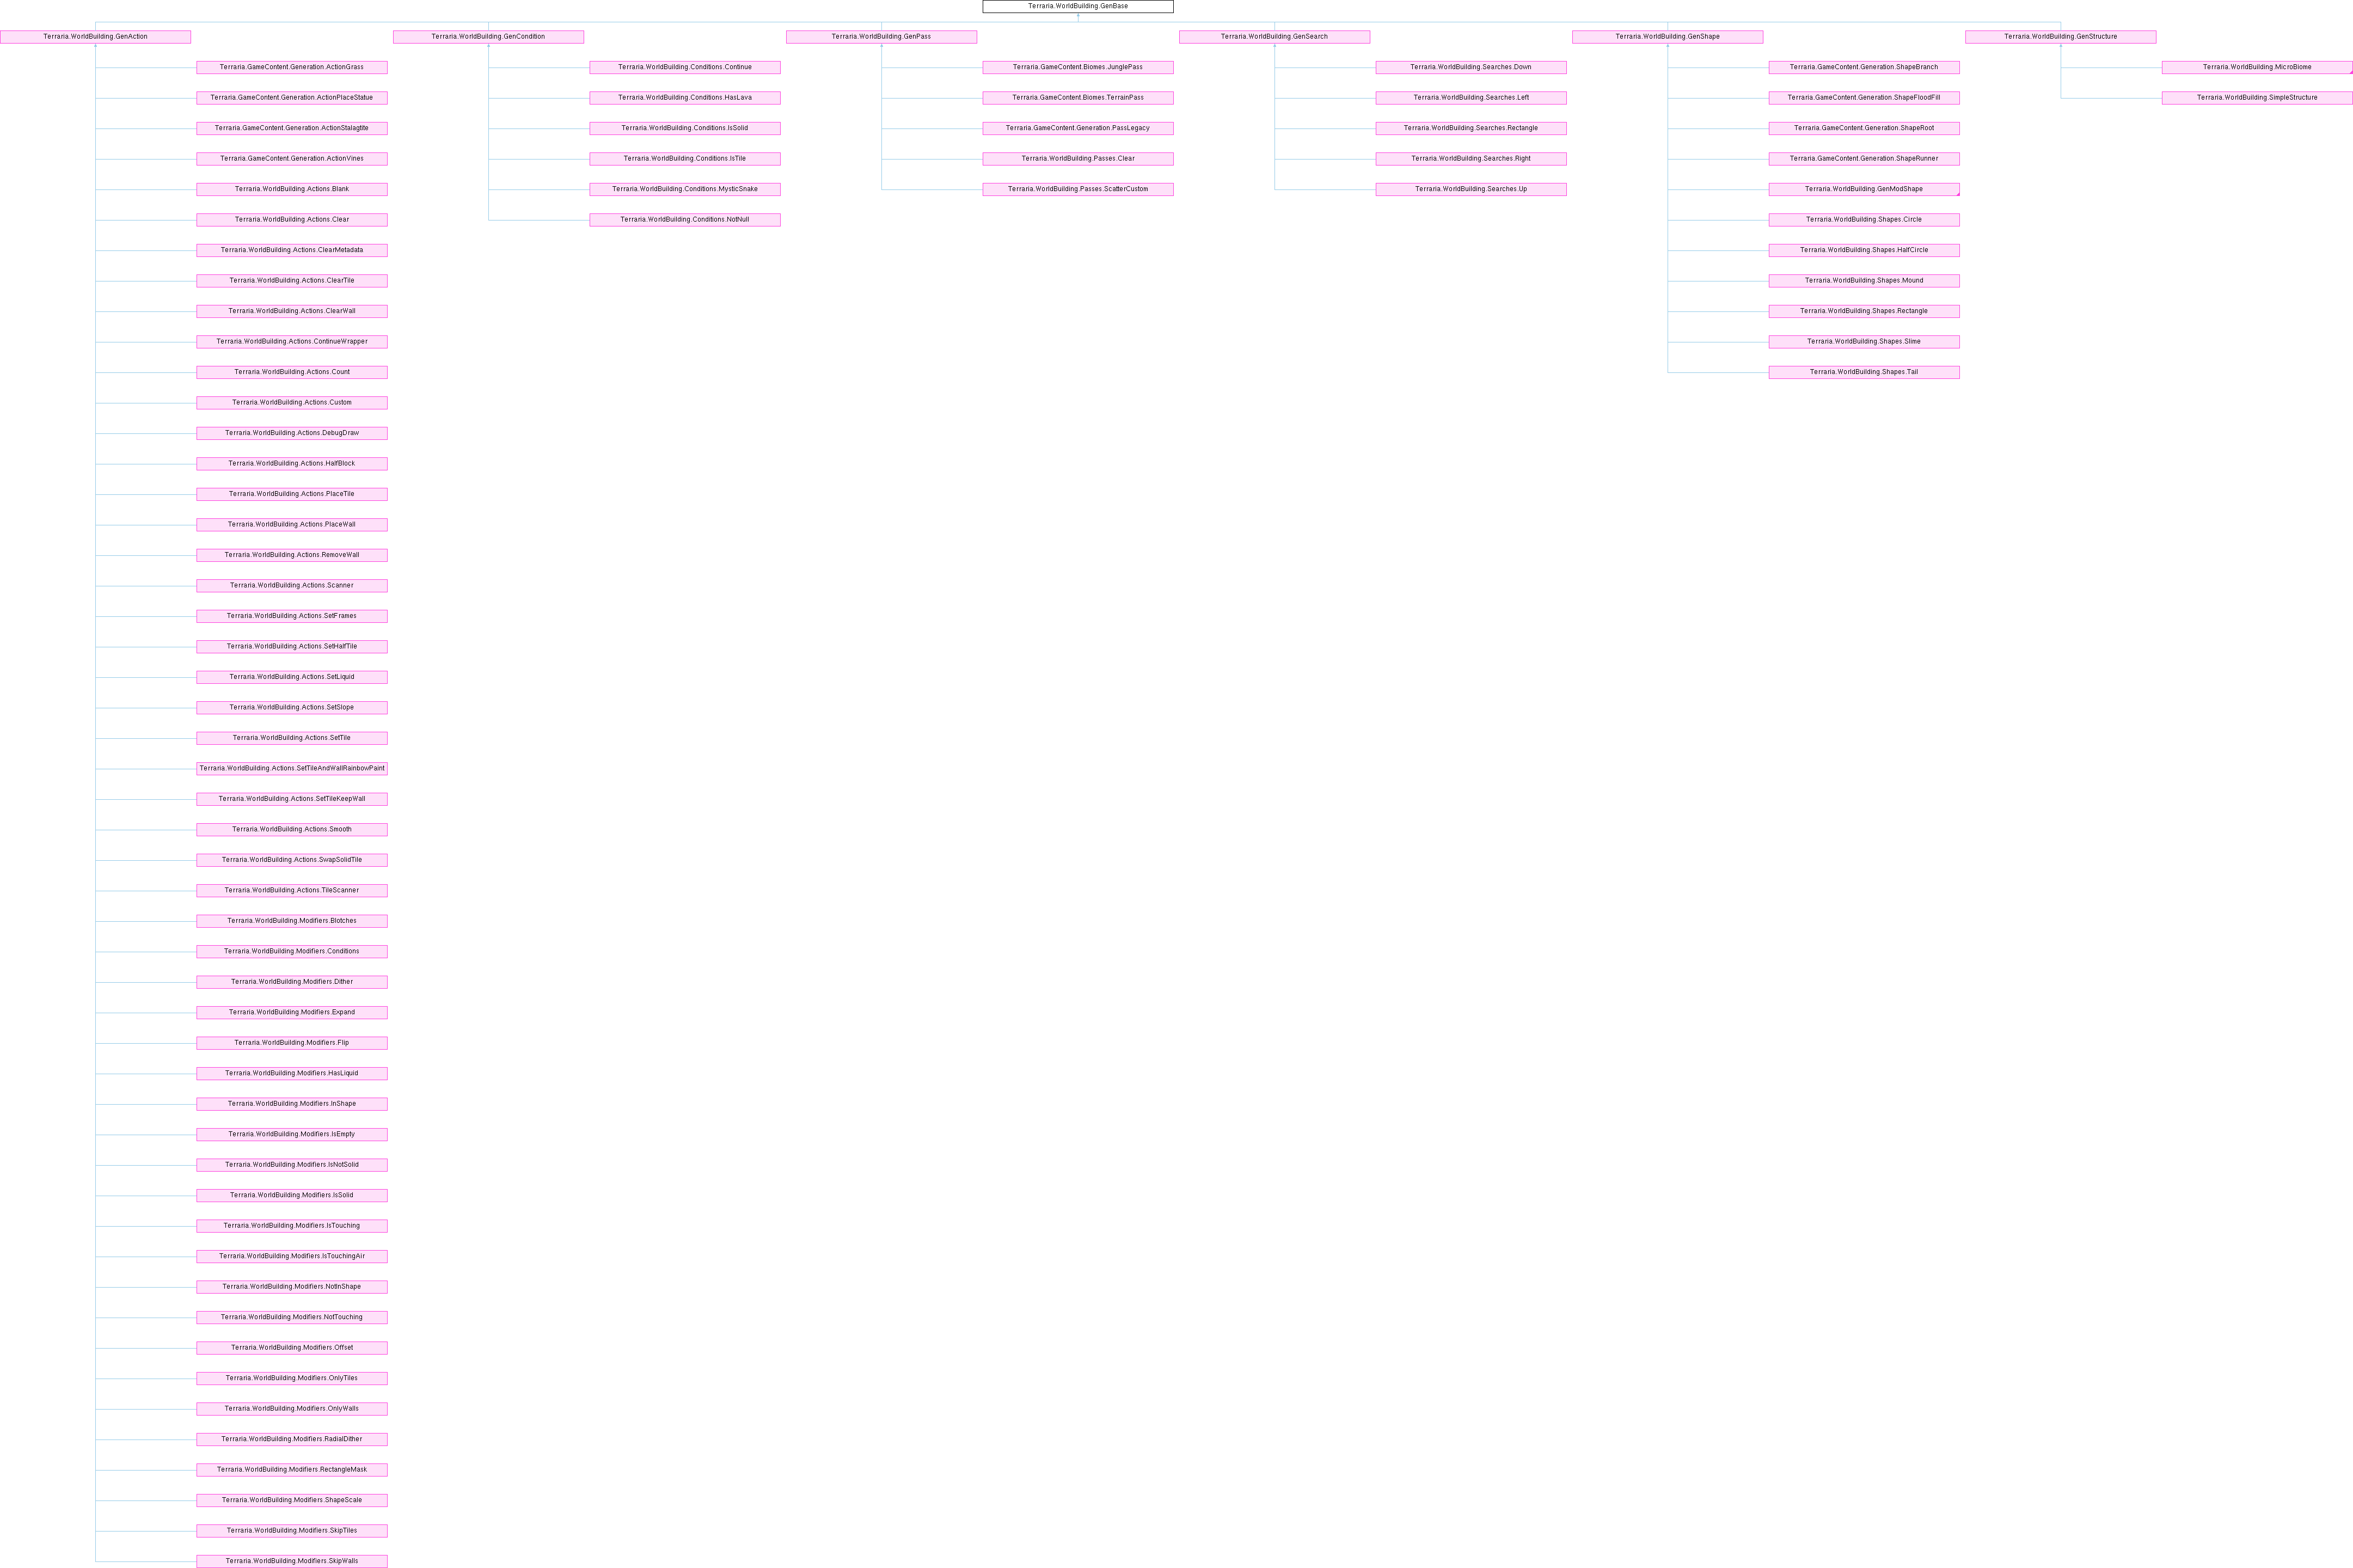 Terraria.WorldBuilding.GenBase
Terraria.WorldBuilding.GenAction
Terraria.WorldBuilding.GenCondition
Terraria.WorldBuilding.GenPass
Terraria.WorldBuilding.GenSearch
Terraria.WorldBuilding.GenShape
Terraria.WorldBuilding.GenStructure
Terraria.GameContent.Generation.ActionGrass
Terraria.GameContent.Generation.ActionPlaceStatue
Terraria.GameContent.Generation.ActionStalagtite
Terraria.GameContent.Generation.ActionVines
Terraria.WorldBuilding.Actions.Blank
Terraria.WorldBuilding.Actions.Clear
Terraria.WorldBuilding.Actions.ClearMetadata
Terraria.WorldBuilding.Actions.ClearTile
Terraria.WorldBuilding.Actions.ClearWall
Terraria.WorldBuilding.Actions.ContinueWrapper
Terraria.WorldBuilding.Actions.Count
Terraria.WorldBuilding.Actions.Custom
Terraria.WorldBuilding.Actions.DebugDraw
Terraria.WorldBuilding.Actions.HalfBlock
Terraria.WorldBuilding.Actions.PlaceTile
Terraria.WorldBuilding.Actions.PlaceWall
Terraria.WorldBuilding.Actions.RemoveWall
Terraria.WorldBuilding.Actions.Scanner
Terraria.WorldBuilding.Actions.SetFrames
Terraria.WorldBuilding.Actions.SetHalfTile
Terraria.WorldBuilding.Actions.SetLiquid
Terraria.WorldBuilding.Actions.SetSlope
Terraria.WorldBuilding.Actions.SetTile
Terraria.WorldBuilding.Actions.SetTileAndWallRainbowPaint
Terraria.WorldBuilding.Actions.SetTileKeepWall
Terraria.WorldBuilding.Actions.Smooth
Terraria.WorldBuilding.Actions.SwapSolidTile
Terraria.WorldBuilding.Actions.TileScanner
Terraria.WorldBuilding.Modifiers.Blotches
Terraria.WorldBuilding.Modifiers.Conditions
Terraria.WorldBuilding.Modifiers.Dither
Terraria.WorldBuilding.Modifiers.Expand
Terraria.WorldBuilding.Modifiers.Flip
Terraria.WorldBuilding.Modifiers.HasLiquid
Terraria.WorldBuilding.Modifiers.InShape
Terraria.WorldBuilding.Modifiers.IsEmpty
Terraria.WorldBuilding.Modifiers.IsNotSolid
Terraria.WorldBuilding.Modifiers.IsSolid
Terraria.WorldBuilding.Modifiers.IsTouching
Terraria.WorldBuilding.Modifiers.IsTouchingAir
Terraria.WorldBuilding.Modifiers.NotInShape
Terraria.WorldBuilding.Modifiers.NotTouching
Terraria.WorldBuilding.Modifiers.Offset
Terraria.WorldBuilding.Modifiers.OnlyTiles
Terraria.WorldBuilding.Modifiers.OnlyWalls
Terraria.WorldBuilding.Modifiers.RadialDither
Terraria.WorldBuilding.Modifiers.RectangleMask
Terraria.WorldBuilding.Modifiers.ShapeScale
Terraria.WorldBuilding.Modifiers.SkipTiles
Terraria.WorldBuilding.Modifiers.SkipWalls
Terraria.WorldBuilding.Conditions.Continue
Terraria.WorldBuilding.Conditions.HasLava
Terraria.WorldBuilding.Conditions.IsSolid
Terraria.WorldBuilding.Conditions.IsTile
Terraria.WorldBuilding.Conditions.MysticSnake
Terraria.WorldBuilding.Conditions.NotNull
Terraria.GameContent.Biomes.JunglePass
Terraria.GameContent.Biomes.TerrainPass
Terraria.GameContent.Generation.PassLegacy
Terraria.WorldBuilding.Passes.Clear
Terraria.WorldBuilding.Passes.ScatterCustom
Terraria.WorldBuilding.Searches.Down
Terraria.WorldBuilding.Searches.Left
Terraria.WorldBuilding.Searches.Rectangle
Terraria.WorldBuilding.Searches.Right
Terraria.WorldBuilding.Searches.Up
Terraria.GameContent.Generation.ShapeBranch
Terraria.GameContent.Generation.ShapeFloodFill
Terraria.GameContent.Generation.ShapeRoot
Terraria.GameContent.Generation.ShapeRunner
Terraria.WorldBuilding.GenModShape
Terraria.WorldBuilding.Shapes.Circle
Terraria.WorldBuilding.Shapes.HalfCircle
Terraria.WorldBuilding.Shapes.Mound
Terraria.WorldBuilding.Shapes.Rectangle
Terraria.WorldBuilding.Shapes.Slime
Terraria.WorldBuilding.Shapes.Tail
Terraria.WorldBuilding.MicroBiome
Terraria.WorldBuilding.SimpleStructure